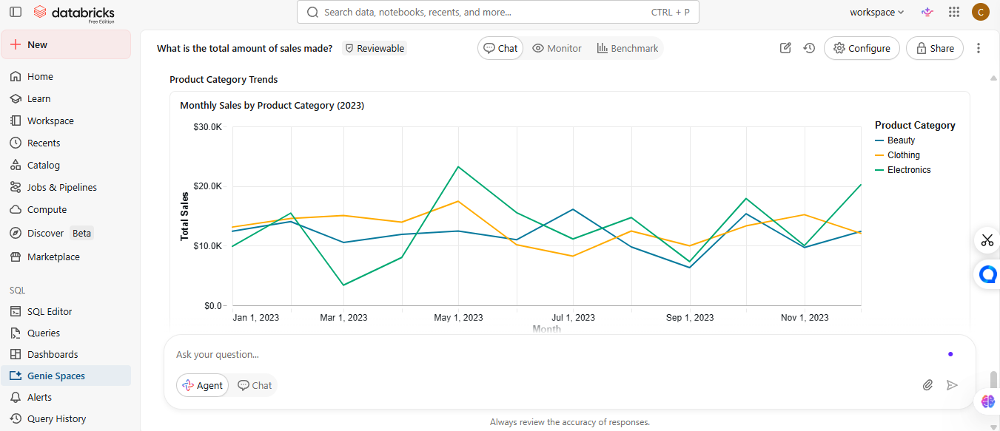 databricks
Free Edition
Search data, notebooks, recents, and more...
CTRL + P
workspace
C
New
Home
Learn
Workspace
Recents
Catalog
Jobs & Pipelines
Compute
Discover Beta
Marketplace
SQL
SQL Editor
Queries
Dashboards
Genie Spaces
Alerts
Query History
What is the total amount of sales made?
Reviewable
Chat
Monitor
Benchmark
Configure
Share
Product Category Trends
Monthly Sales by Product Category (2023)
$30.0K
$20.0K
$10.0K
$0.0
Total Sales
Jan 1, 2023
Mar 1, 2023
May 1, 2023
Jul 1, 2023
Sep 1, 2023
Nov 1, 2023
Month
Product Category
Beauty
Clothing
Electronics
Ask your question...
Agent
Chat
Always review the accuracy of responses.